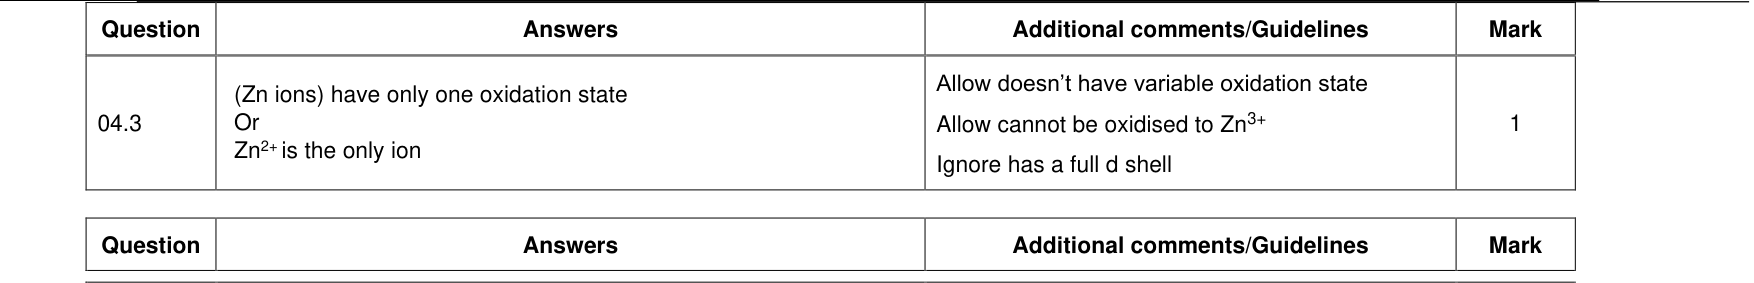 Question Answers Additional comments/Guidelines Mark
04.3
(Zn ions) have only one oxidation state
Or
Zn²⁺ is the only ion
Allow doesn’t have variable oxidation state
Allow cannot be oxidised to Zn³⁺
Ignore has a full d shell
1
Question Answers Additional comments/Guidelines Mark